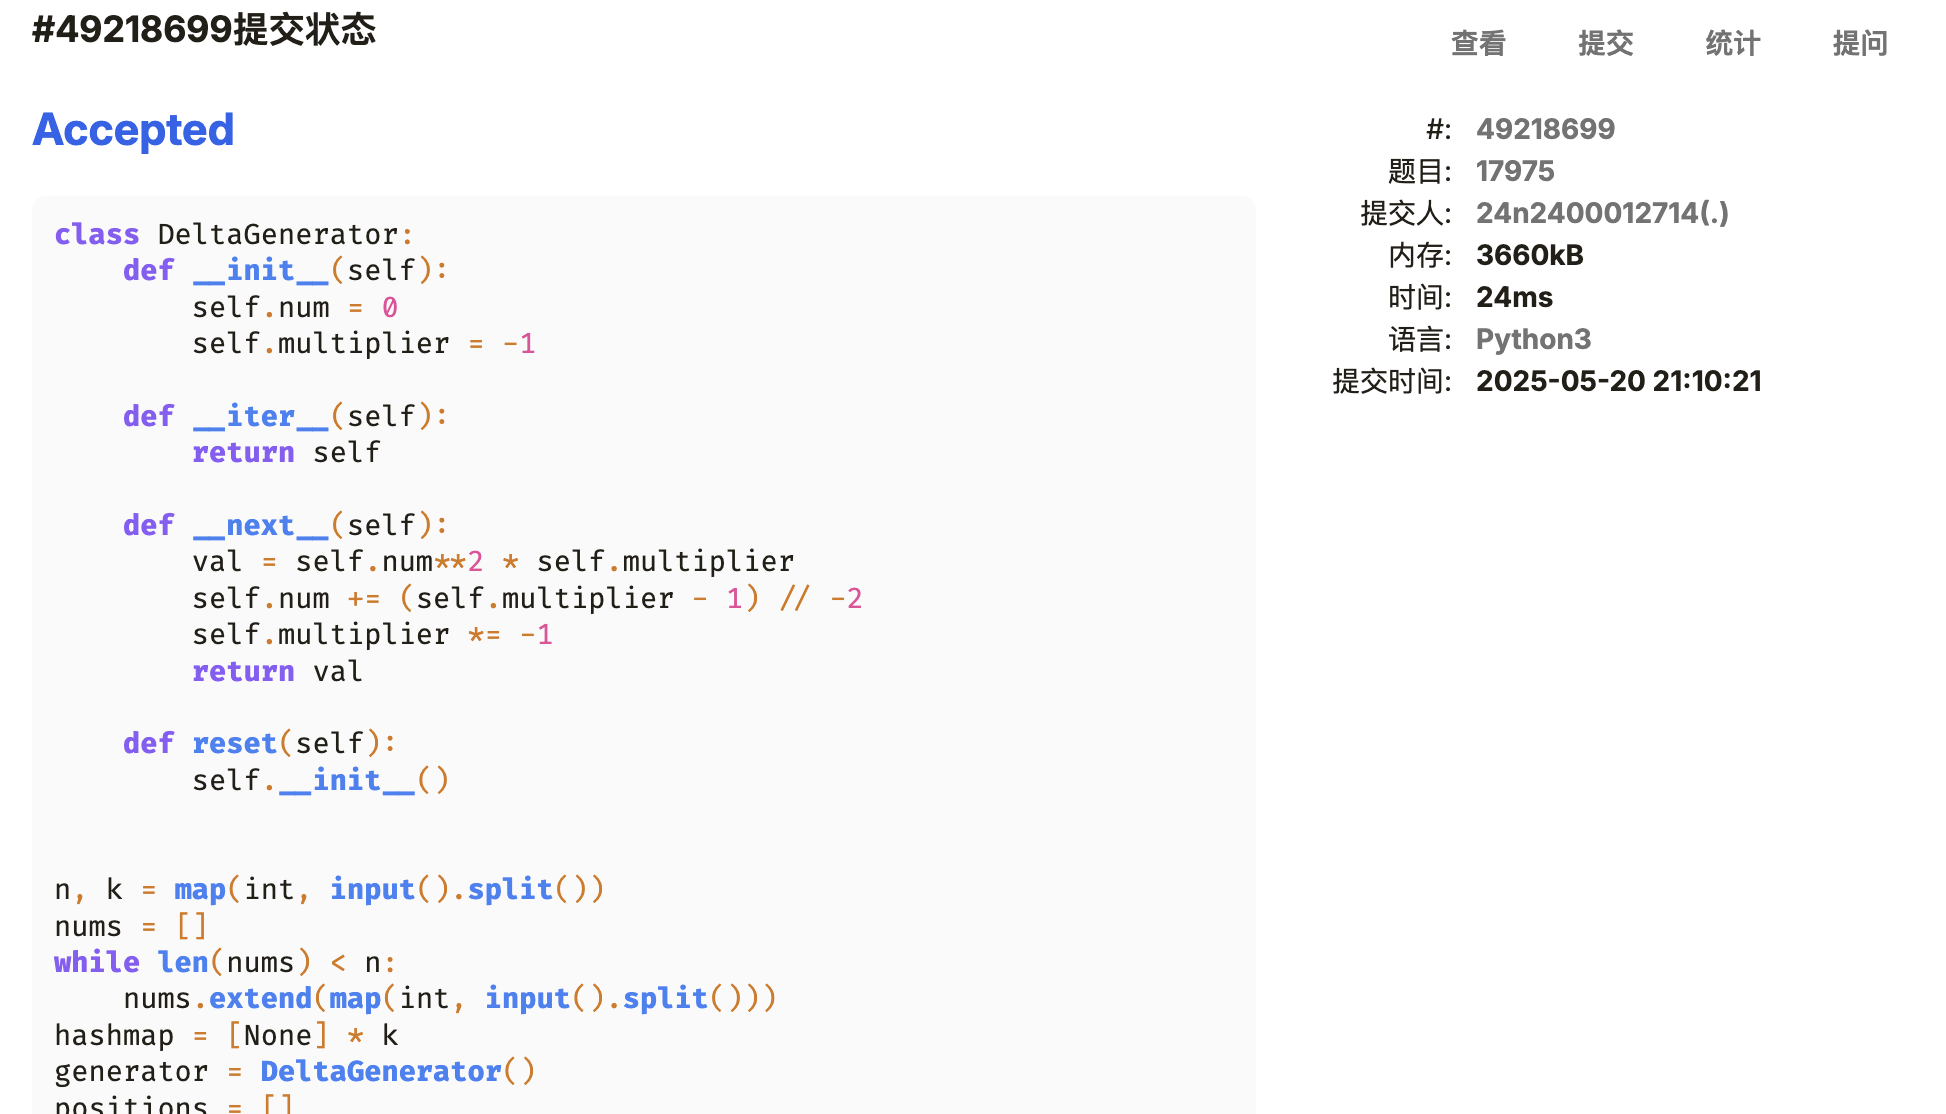 #49218699提交状态
查看 提交 统计 提问
Accepted
#: 49218699
题目: 17975
提交人: 24n2400012714(.)
内存: 3660kB
时间: 24ms
语言: Python3
提交时间: 2025-05-20 21:10:21
class DeltaGenerator:
    def __init__(self):
        self.num = 0
        self.multiplier = -1

    def __iter__(self):
        return self

    def __next__(self):
        val = self.num**2 * self.multiplier
        self.num += (self.multiplier - 1) // -2
        self.multiplier *= -1
        return val

    def reset(self):
        self.__init__()


n, k = map(int, input().split())
nums = []
while len(nums) < n:
    nums.extend(map(int, input().split()))
hashmap = [None] * k
generator = DeltaGenerator()
positions = []